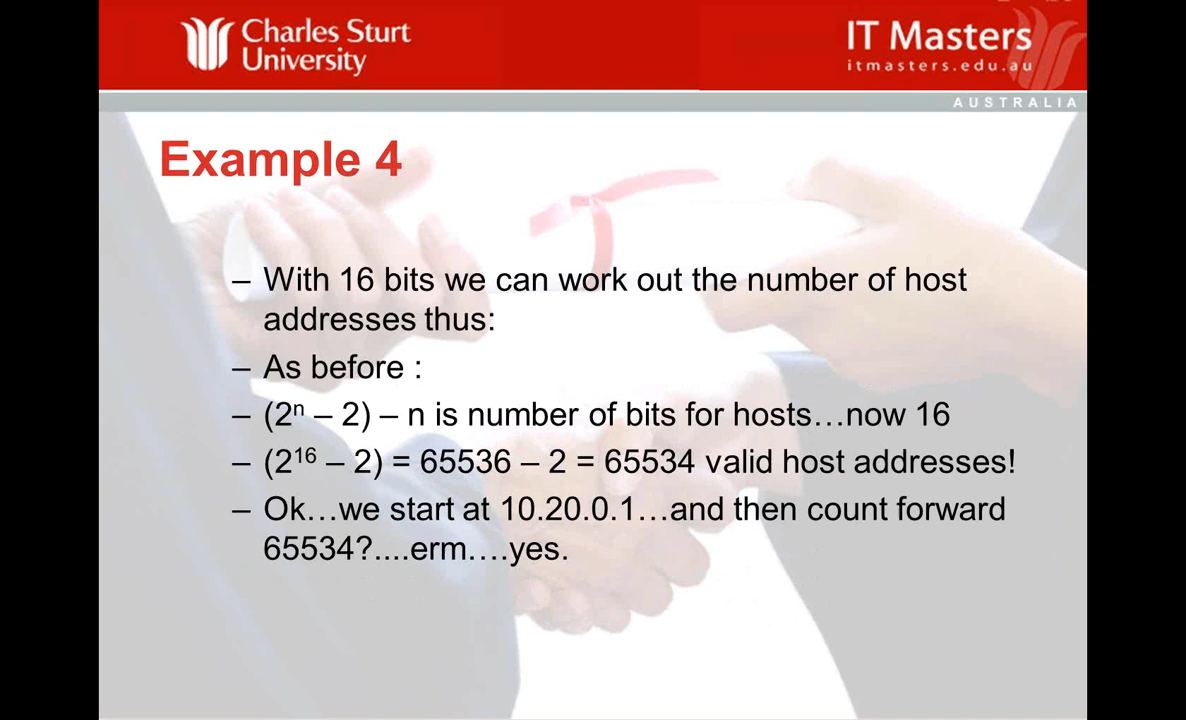 Charles Sturt
University
IT Masters
itmasters.edu.au
AUSTRALIA
Example 4
– With 16 bits we can work out the number of host
addresses thus:
– As before :
– (2ⁿ – 2) – n is number of bits for hosts…now 16
– (2¹⁶ – 2) = 65536 – 2 = 65534 valid host addresses!
– Ok…we start at 10.20.0.1…and then count forward
65534?....erm….yes.